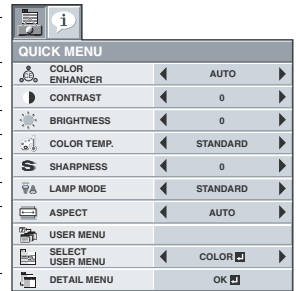 QUICK MENU
COLOR ENHANCER AUTO
CONTRAST 0
BRIGHTNESS 0
COLOR TEMP. STANDARD
SHARPNESS 0
LAMP MODE STANDARD
ASPECT AUTO
USER MENU
SELECT USER MENU COLOR
DETAIL MENU OK